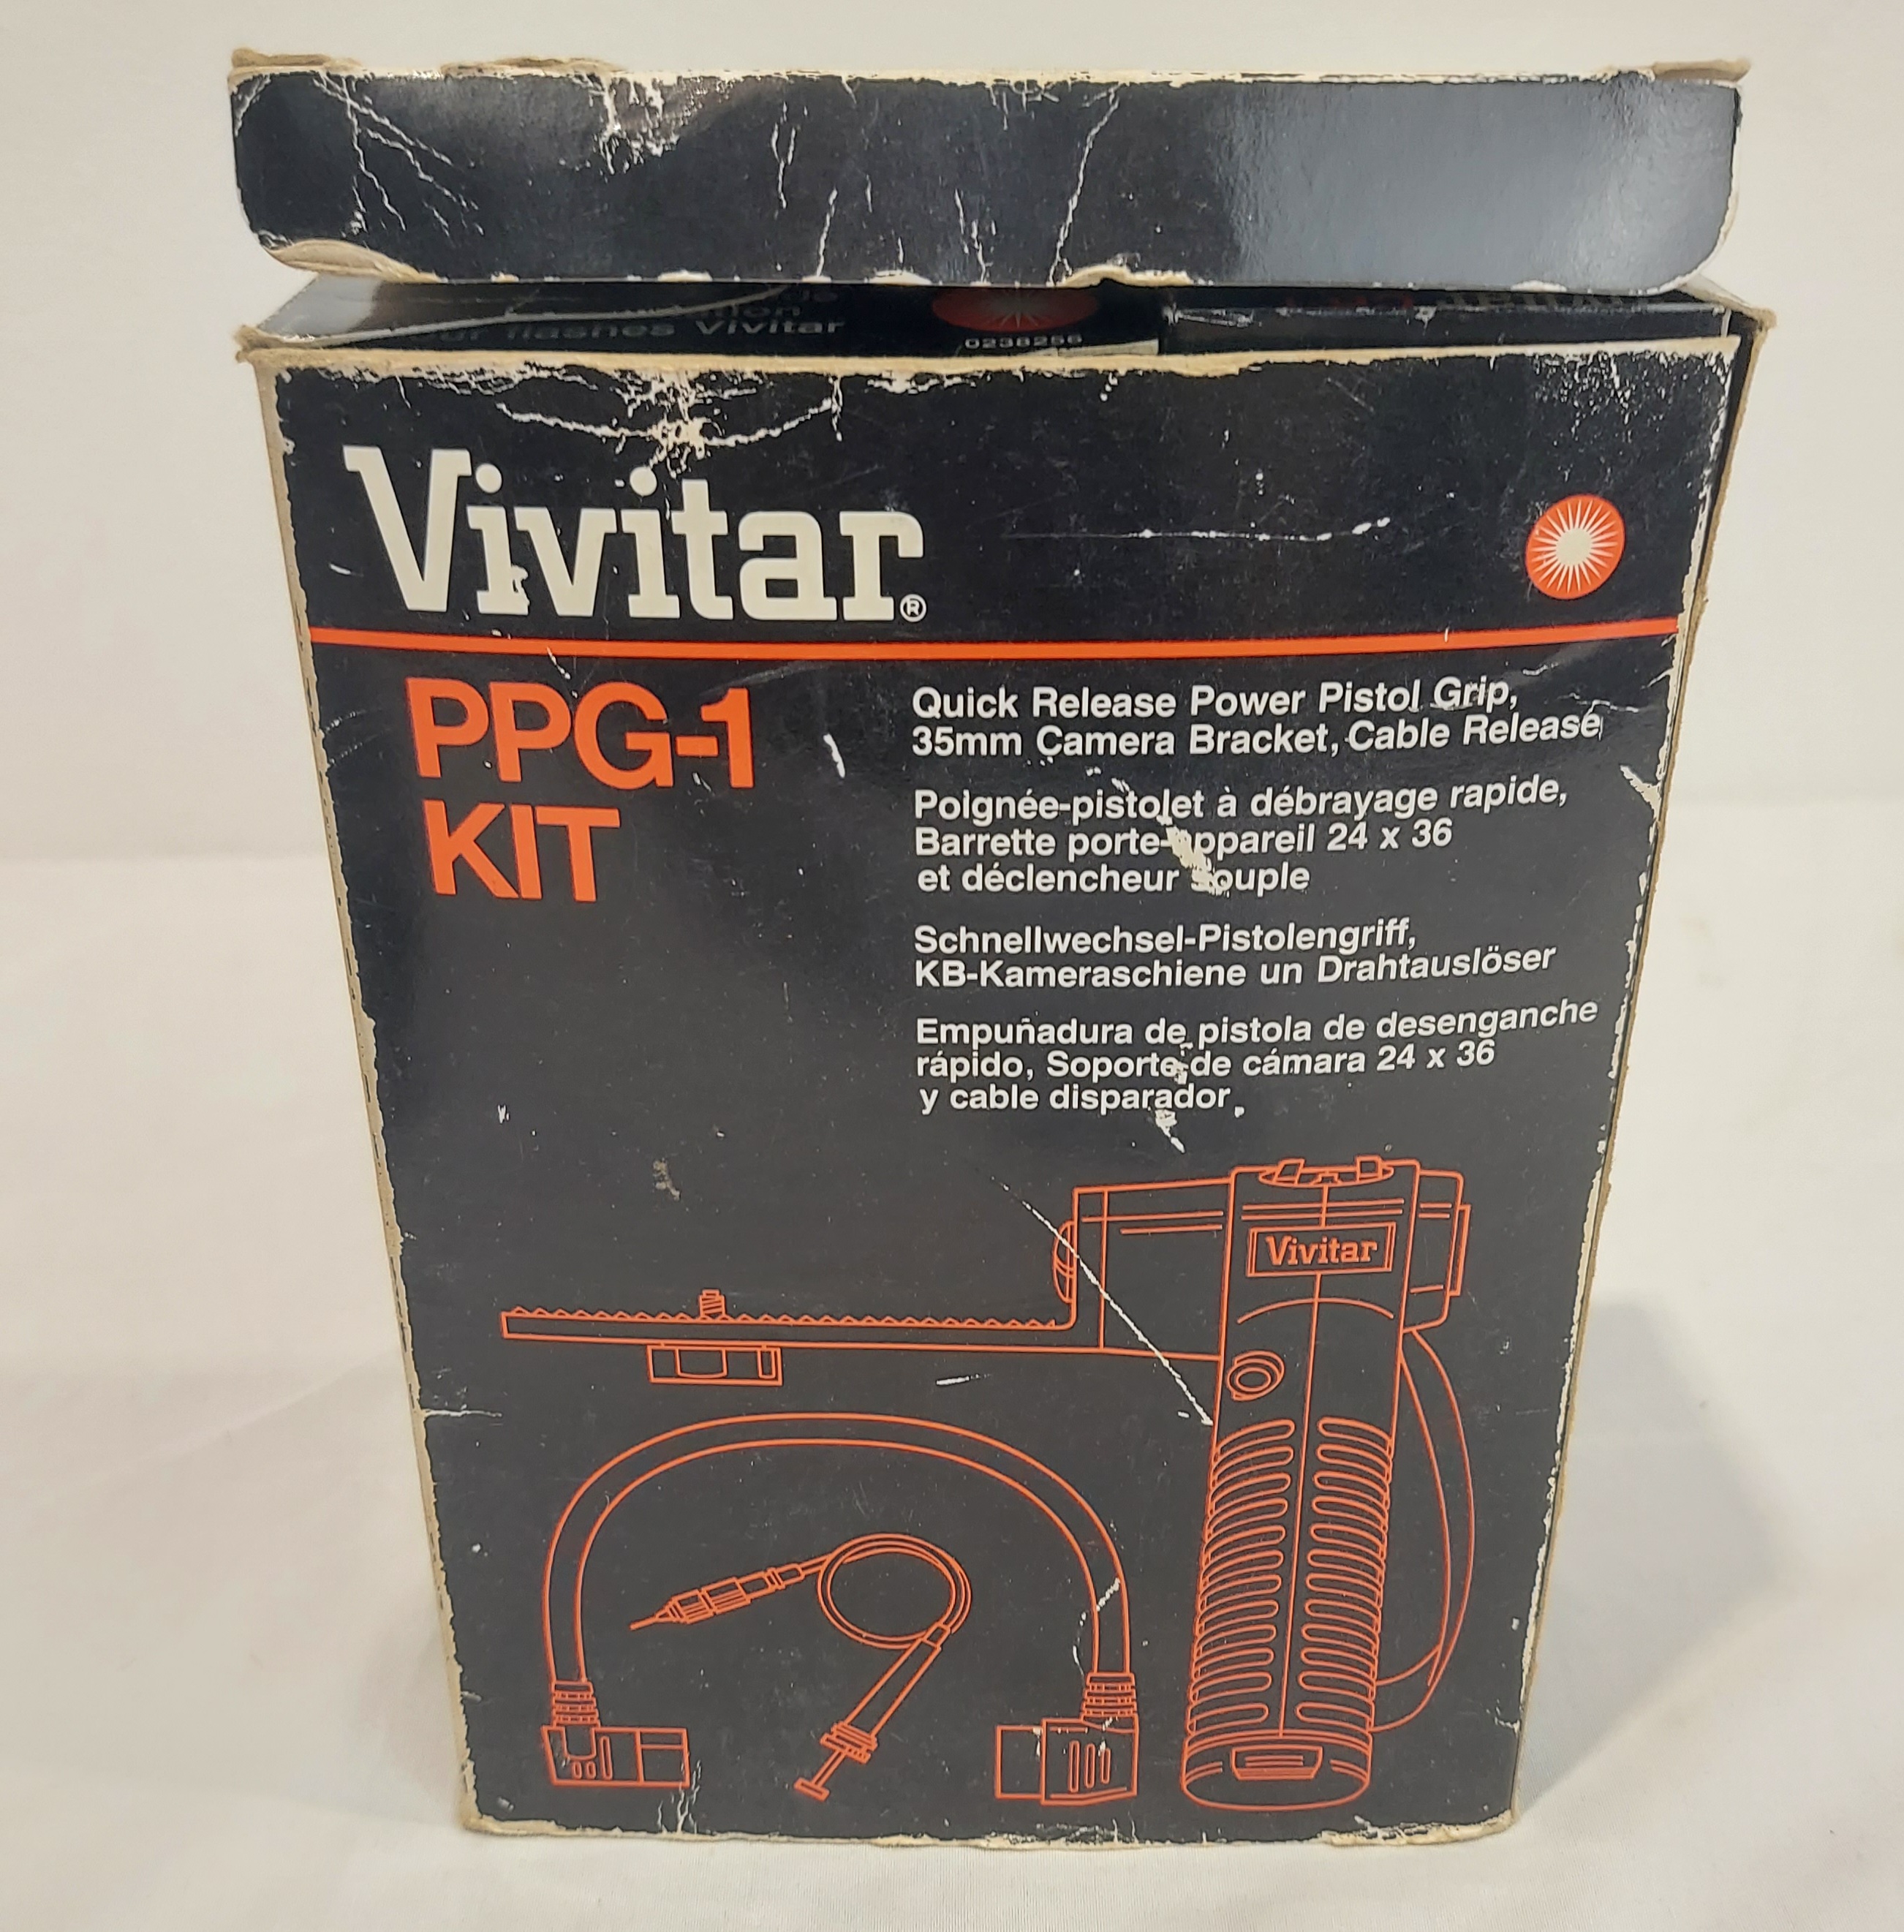 flashes Vivitar
0238256
Vivitar®
PPG-1
KIT
Quick Release Power Pistol Grip,
35mm Camera Bracket, Cable Release
Poignée-pistolet à débrayage rapide,
Barrette porte-appareil 24 x 36
et déclencheur souple
Schnellwechsel-Pistolengriff,
KB-Kameraschiene un Drahtauslöser
Empuñadura de pistola de desenganche
rápido, Soporte de cámara 24 x 36
y cable disparador
Vivitar